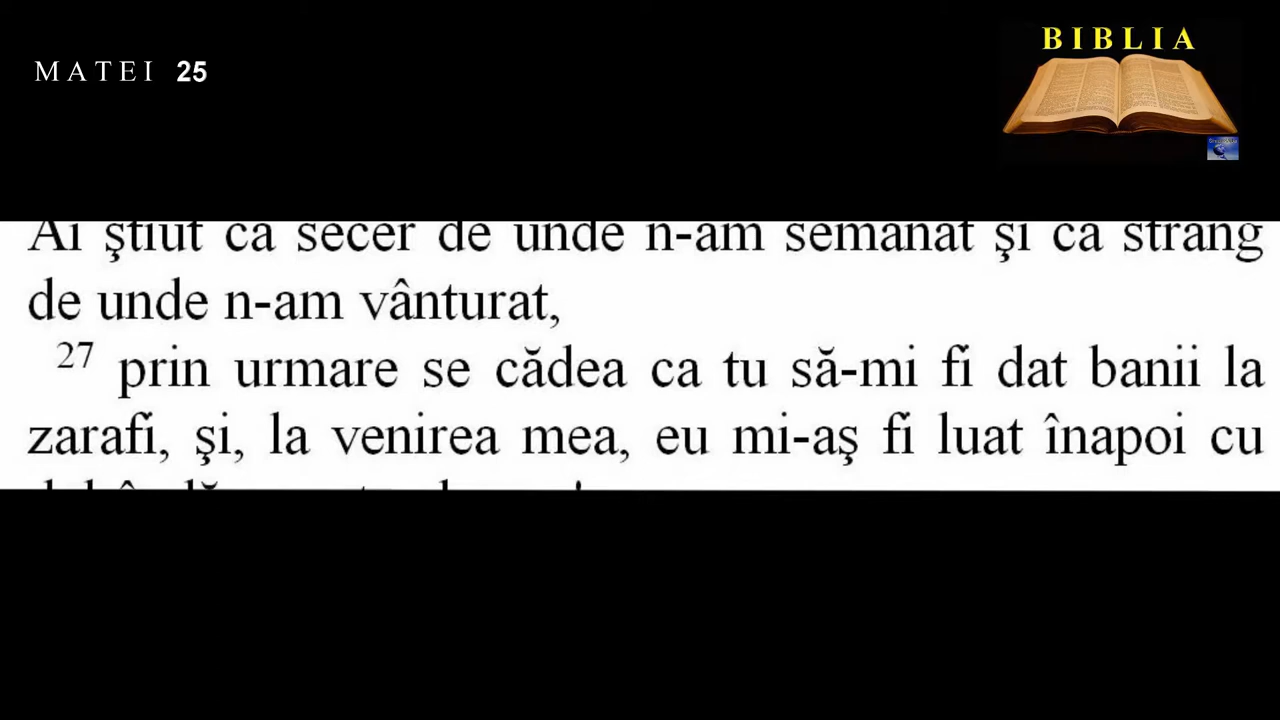 BIBLIA
MATEI 25
Ai ştiut că secer de unde n-am semănat şi că strâng
de unde n-am vânturat,
27 prin urmare se cădea ca tu să-mi fi dat banii la
zarafi, şi, la venirea mea, eu mi-aş fi luat înapoi cu